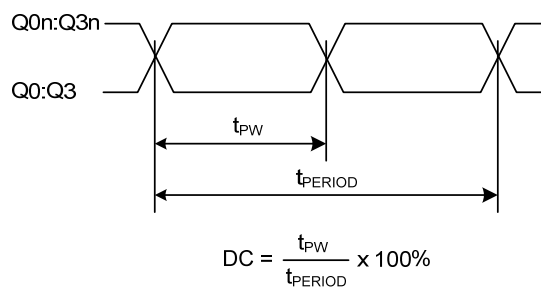 Q0n:Q3n
Q0:Q3
tPW
tPERIOD
DC = tPW / tPERIOD x 100%